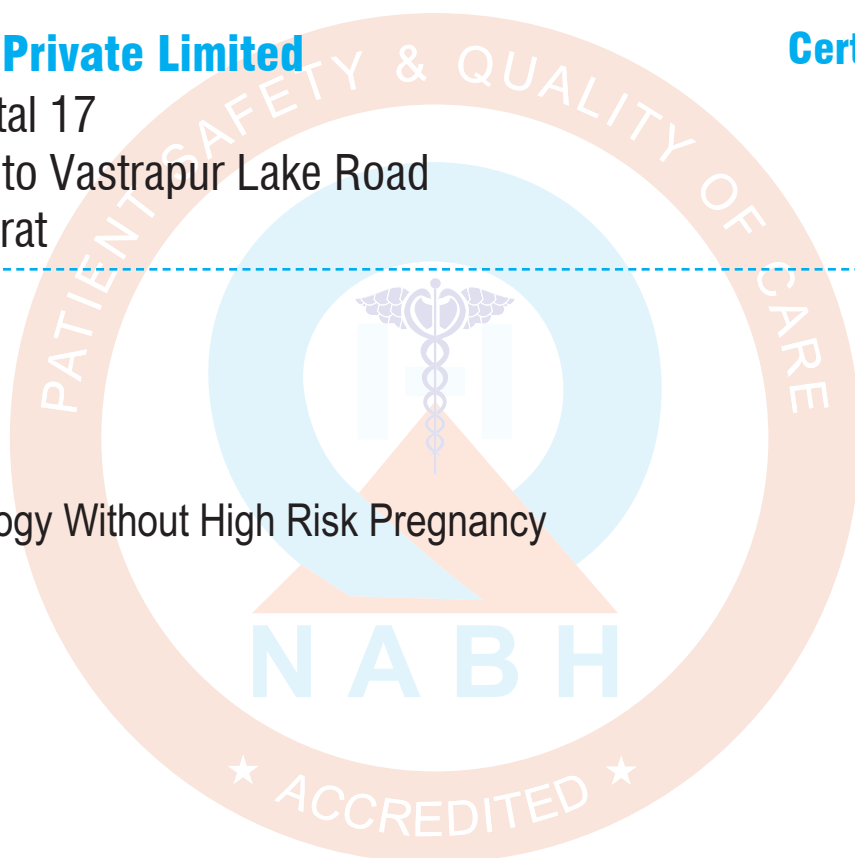 Private Limited
Cert
tal 17
to Vastrapur Lake Road
rat
ogy Without High Risk Pregnancy
PATIENT SAFETY & QUALITY OF CARE
H
NABH
★ ACCREDITED ★